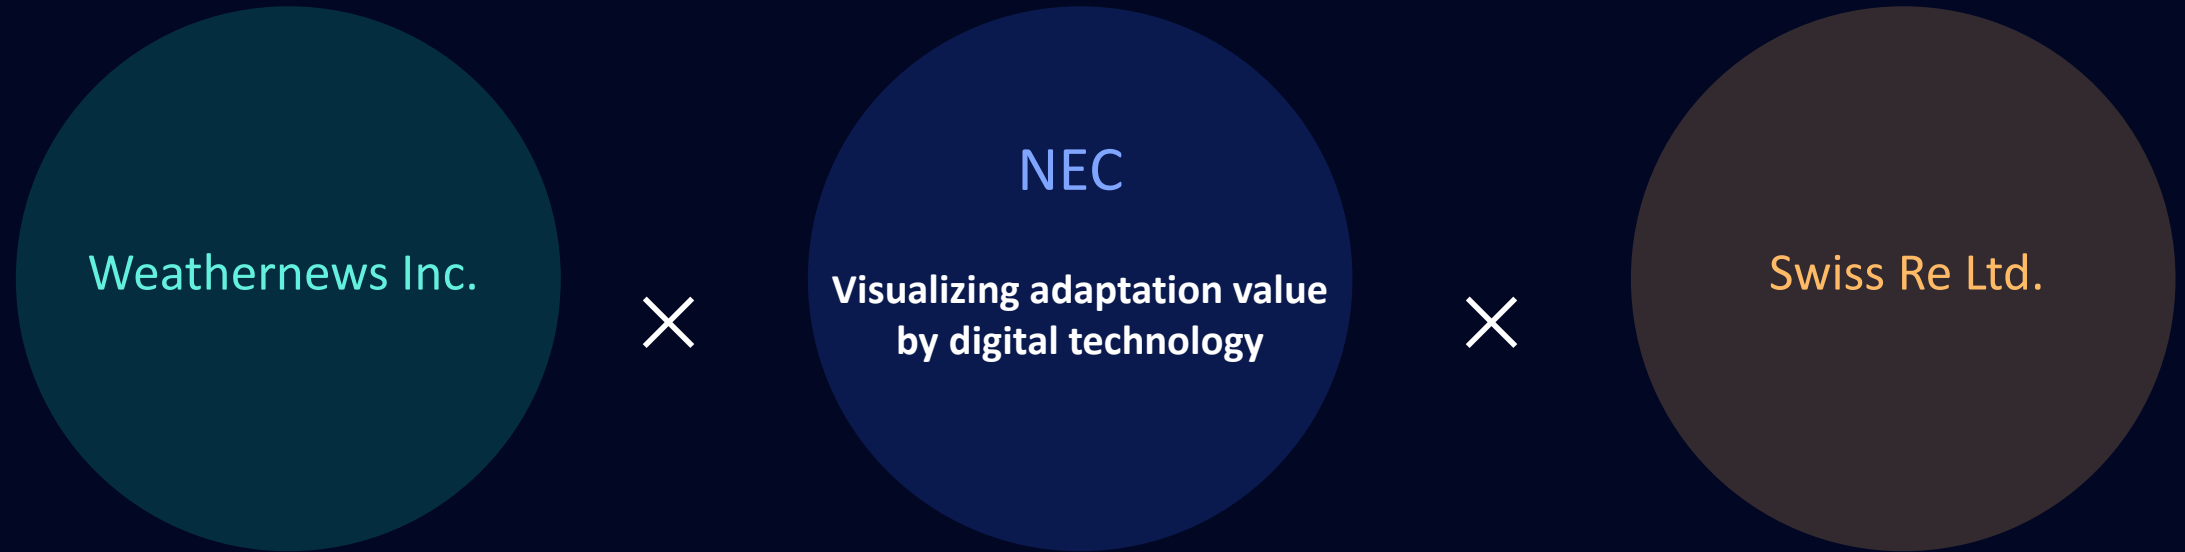 Weathernews Inc.
×
NEC
Visualizing adaptation value
by digital technology
×
Swiss Re Ltd.